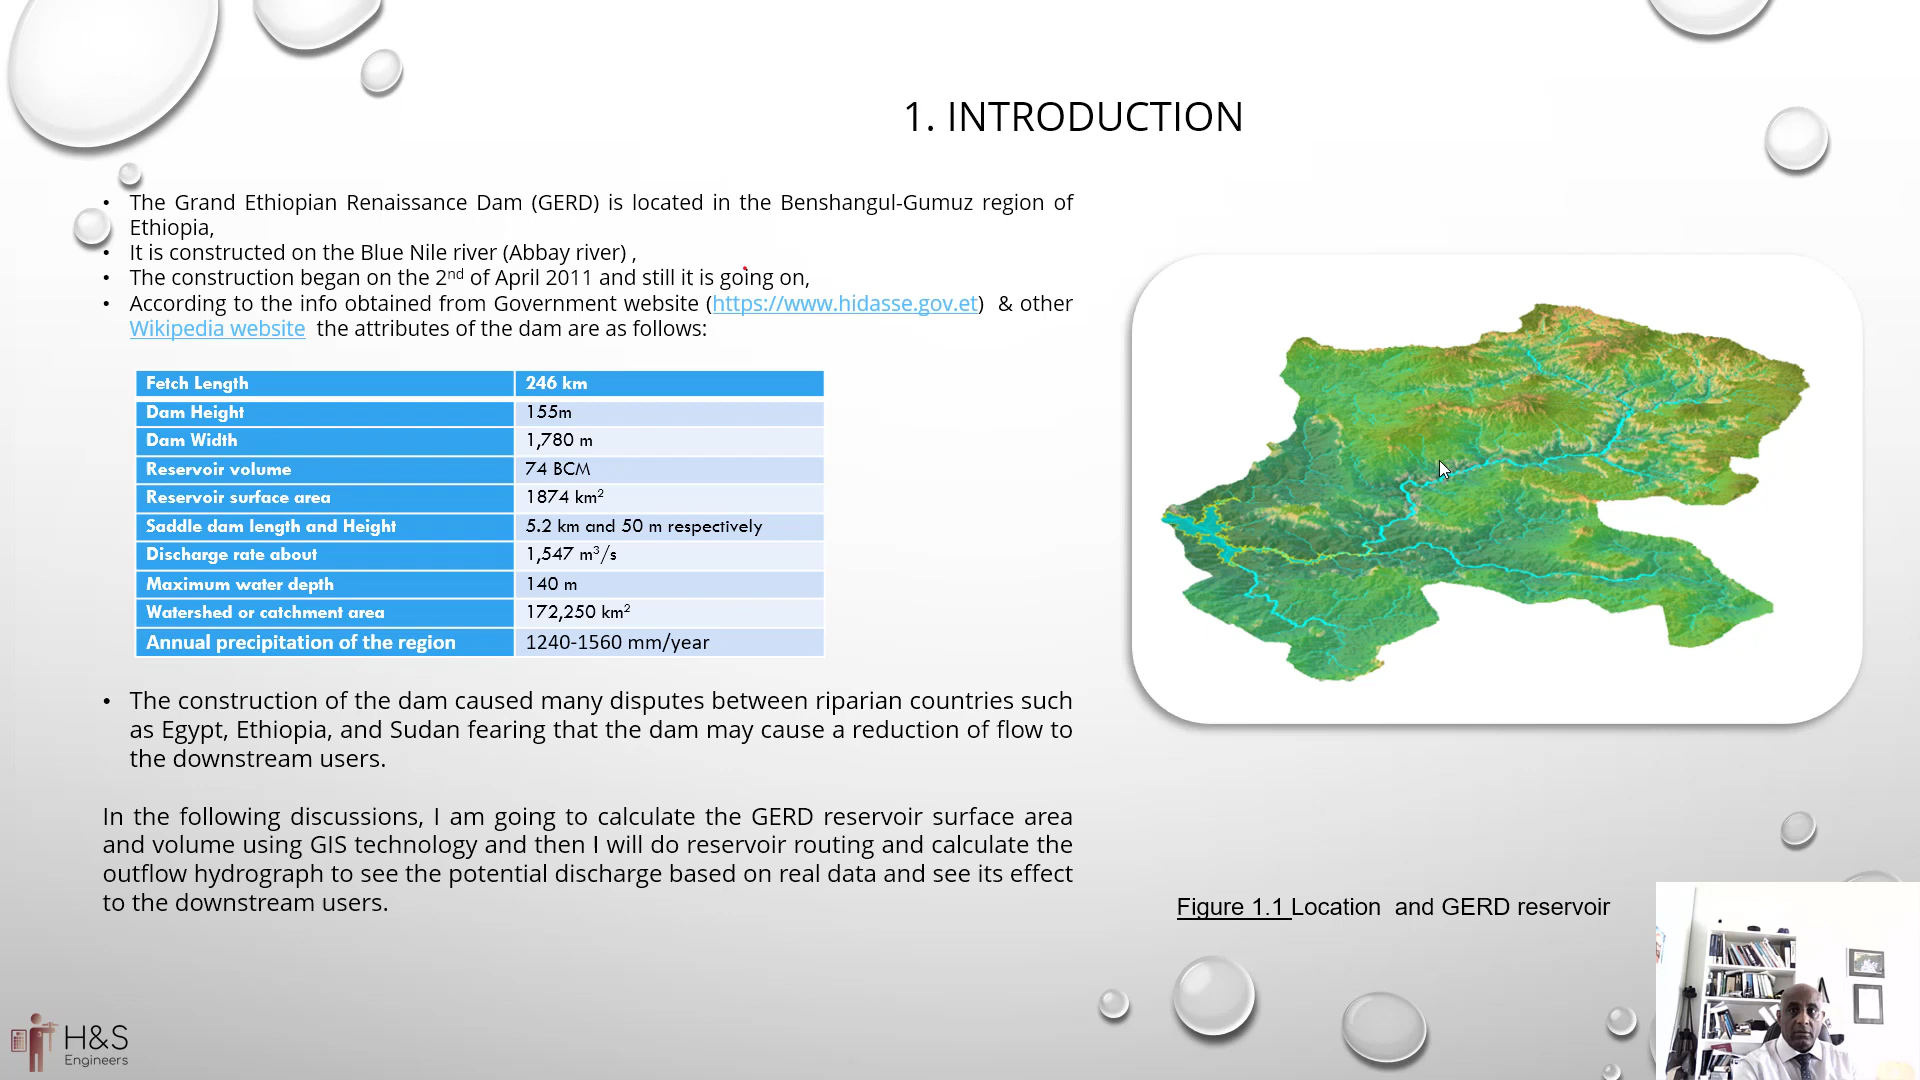 1. INTRODUCTION
• The Grand Ethiopian Renaissance Dam (GERD) is located in the Benshangul-Gumuz region of
Ethiopia,
• It is constructed on the Blue Nile river (Abbay river) ,
• The construction began on the 2nd of April 2011 and still it is going on,
• According to the info obtained from Government website (https://www.hidasse.gov.et) & other
Wikipedia website the attributes of the dam are as follows:
Fetch Length 246 km
Dam Height 155m
Dam Width 1,780 m
Reservoir volume 74 BCM
Reservoir surface area 1874 km²
Saddle dam length and Height 5.2 km and 50 m respectively
Discharge rate about 1,547 m³/s
Maximum water depth 140 m
Watershed or catchment area 172,250 km²
Annual precipitation of the region 1240-1560 mm/year
• The construction of the dam caused many disputes between riparian countries such
as Egypt, Ethiopia, and Sudan fearing that the dam may cause a reduction of flow to
the downstream users.
In the following discussions, I am going to calculate the GERD reservoir surface area
and volume using GIS technology and then I will do reservoir routing and calculate the
outflow hydrograph to see the potential discharge based on real data and see its effect
to the downstream users.
Figure 1.1 Location and GERD reservoir
H&S
Engineers